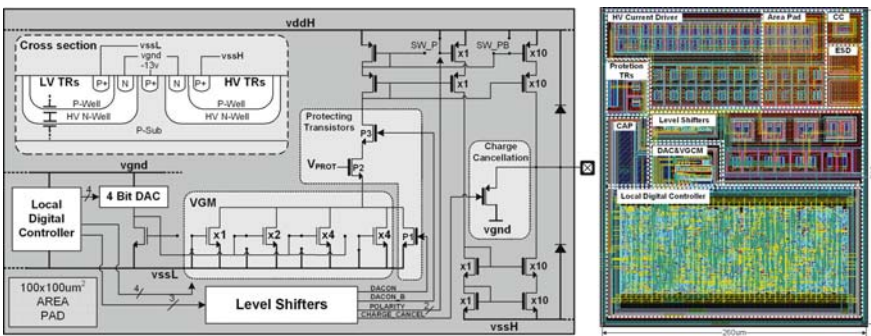 vddH
Cross section
vssL
vgnd
-13v
vssH
LV TRs
P+
N
P+
N
P+
HV TRs
P-Well
P-Well
HV N-Well
HV N-Well
P-Sub
SW_P
SW_PB
x1
x10
x1
x10
Protecting
Transistors
P3
VPROT
P2
P1
Charge
Cancellation
vgnd
vgnd
4
4 Bit DAC
Local
Digital
Controller
VGM
x1
x2
x4
x4
vssL
100x100um2
AREA
PAD
4
3
Level Shifters
DACON
DACON_B
POLARITY
2
CHARGE_CANCEL
x1
x10
x1
x10
vssH
HV Current Driver
Area Pad
CC
ESD
Protetion
TRs
Level Shifters
CAP
DAC&VGCM
Local Digital Controller